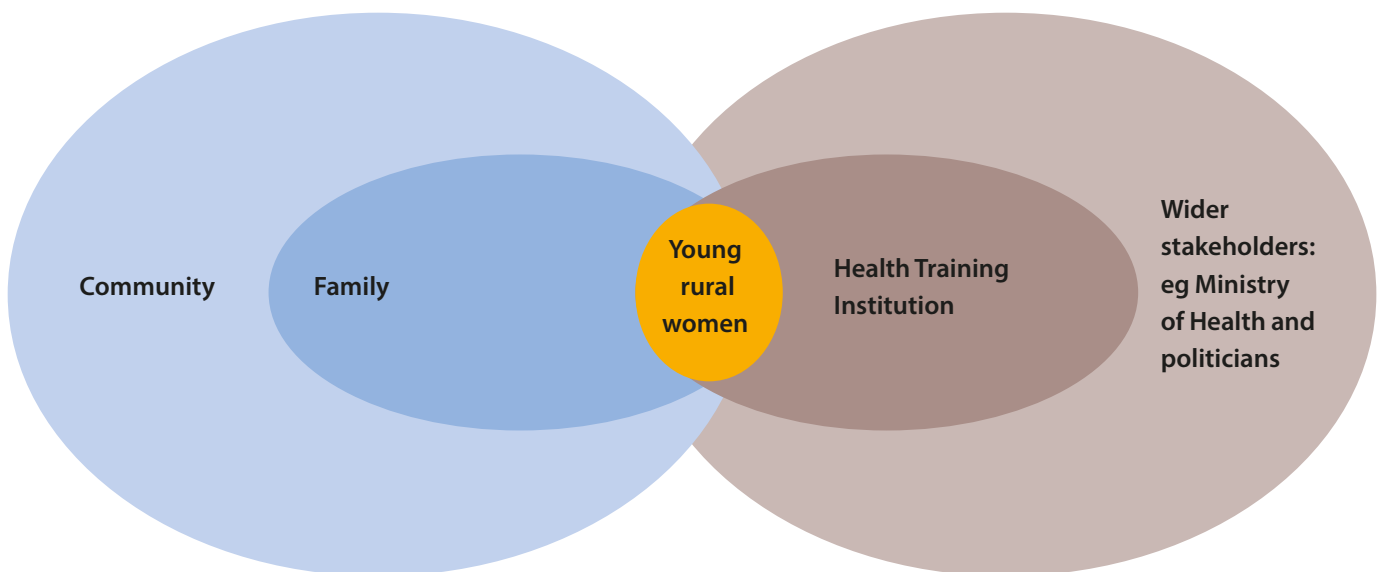 Community
Family
Young
rural
women
Health Training
Institution
Wider
stakeholders:
eg Ministry
of Health and
politicians